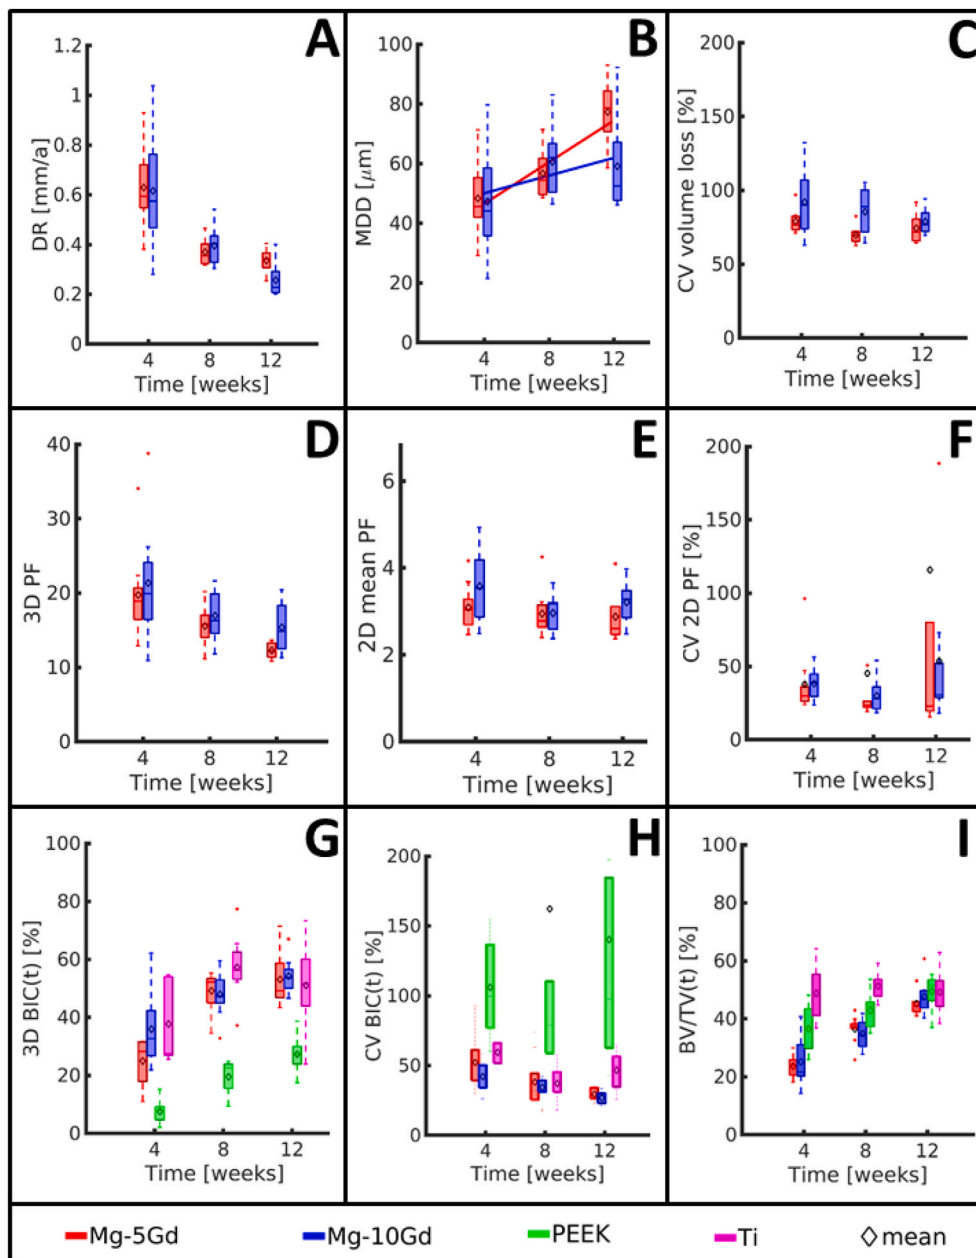 A
DR [mm/a]
1.2
1
0.8
0.6
0.4
0.2
0
4 8 12
Time [weeks]
B
MDD [μm]
100
80
60
40
20
0
4 8 12
Time [weeks]
C
CV volume loss [%]
200
150
100
50
0
4 8 12
Time [weeks]
D
3D PF
40
30
20
10
0
4 8 12
Time [weeks]
E
2D mean PF
6
4
2
0
4 8 12
Time [weeks]
F
CV 2D PF [%]
200
150
100
50
0
4 8 12
Time [weeks]
G
3D BIC(t) [%]
100
80
60
40
20
0
4 8 12
Time [weeks]
H
CV BIC(t) [%]
200
150
100
50
0
4 8 12
Time [weeks]
I
BV/TV(t) [%]
100
80
60
40
20
0
4 8 12
Time [weeks]
Mg-5Gd Mg-10Gd PEEK Ti mean